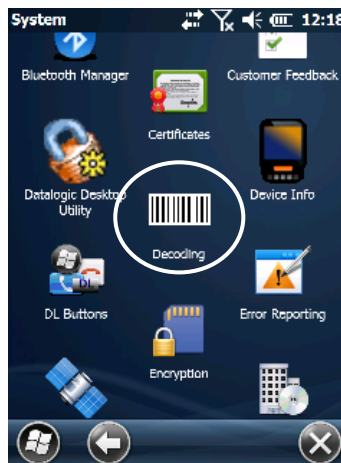 System 12:18
Bluetooth Manager
Customer Feedback
Certificates
Datalogic Desktop
Utility
Device Info
Decoding
DL Buttons
Error Reporting
Encryption